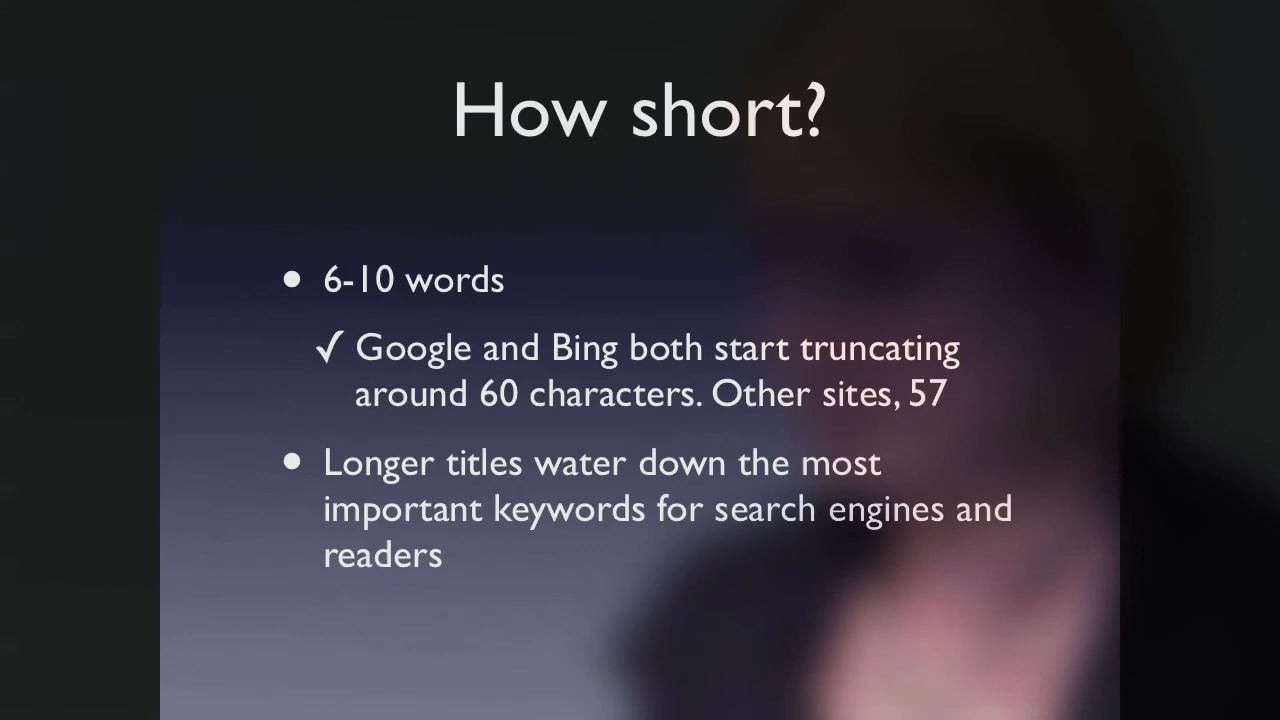 How short?
• 6-10 words
✓ Google and Bing both start truncating
around 60 characters. Other sites, 57
• Longer titles water down the most
important keywords for search engines and
readers